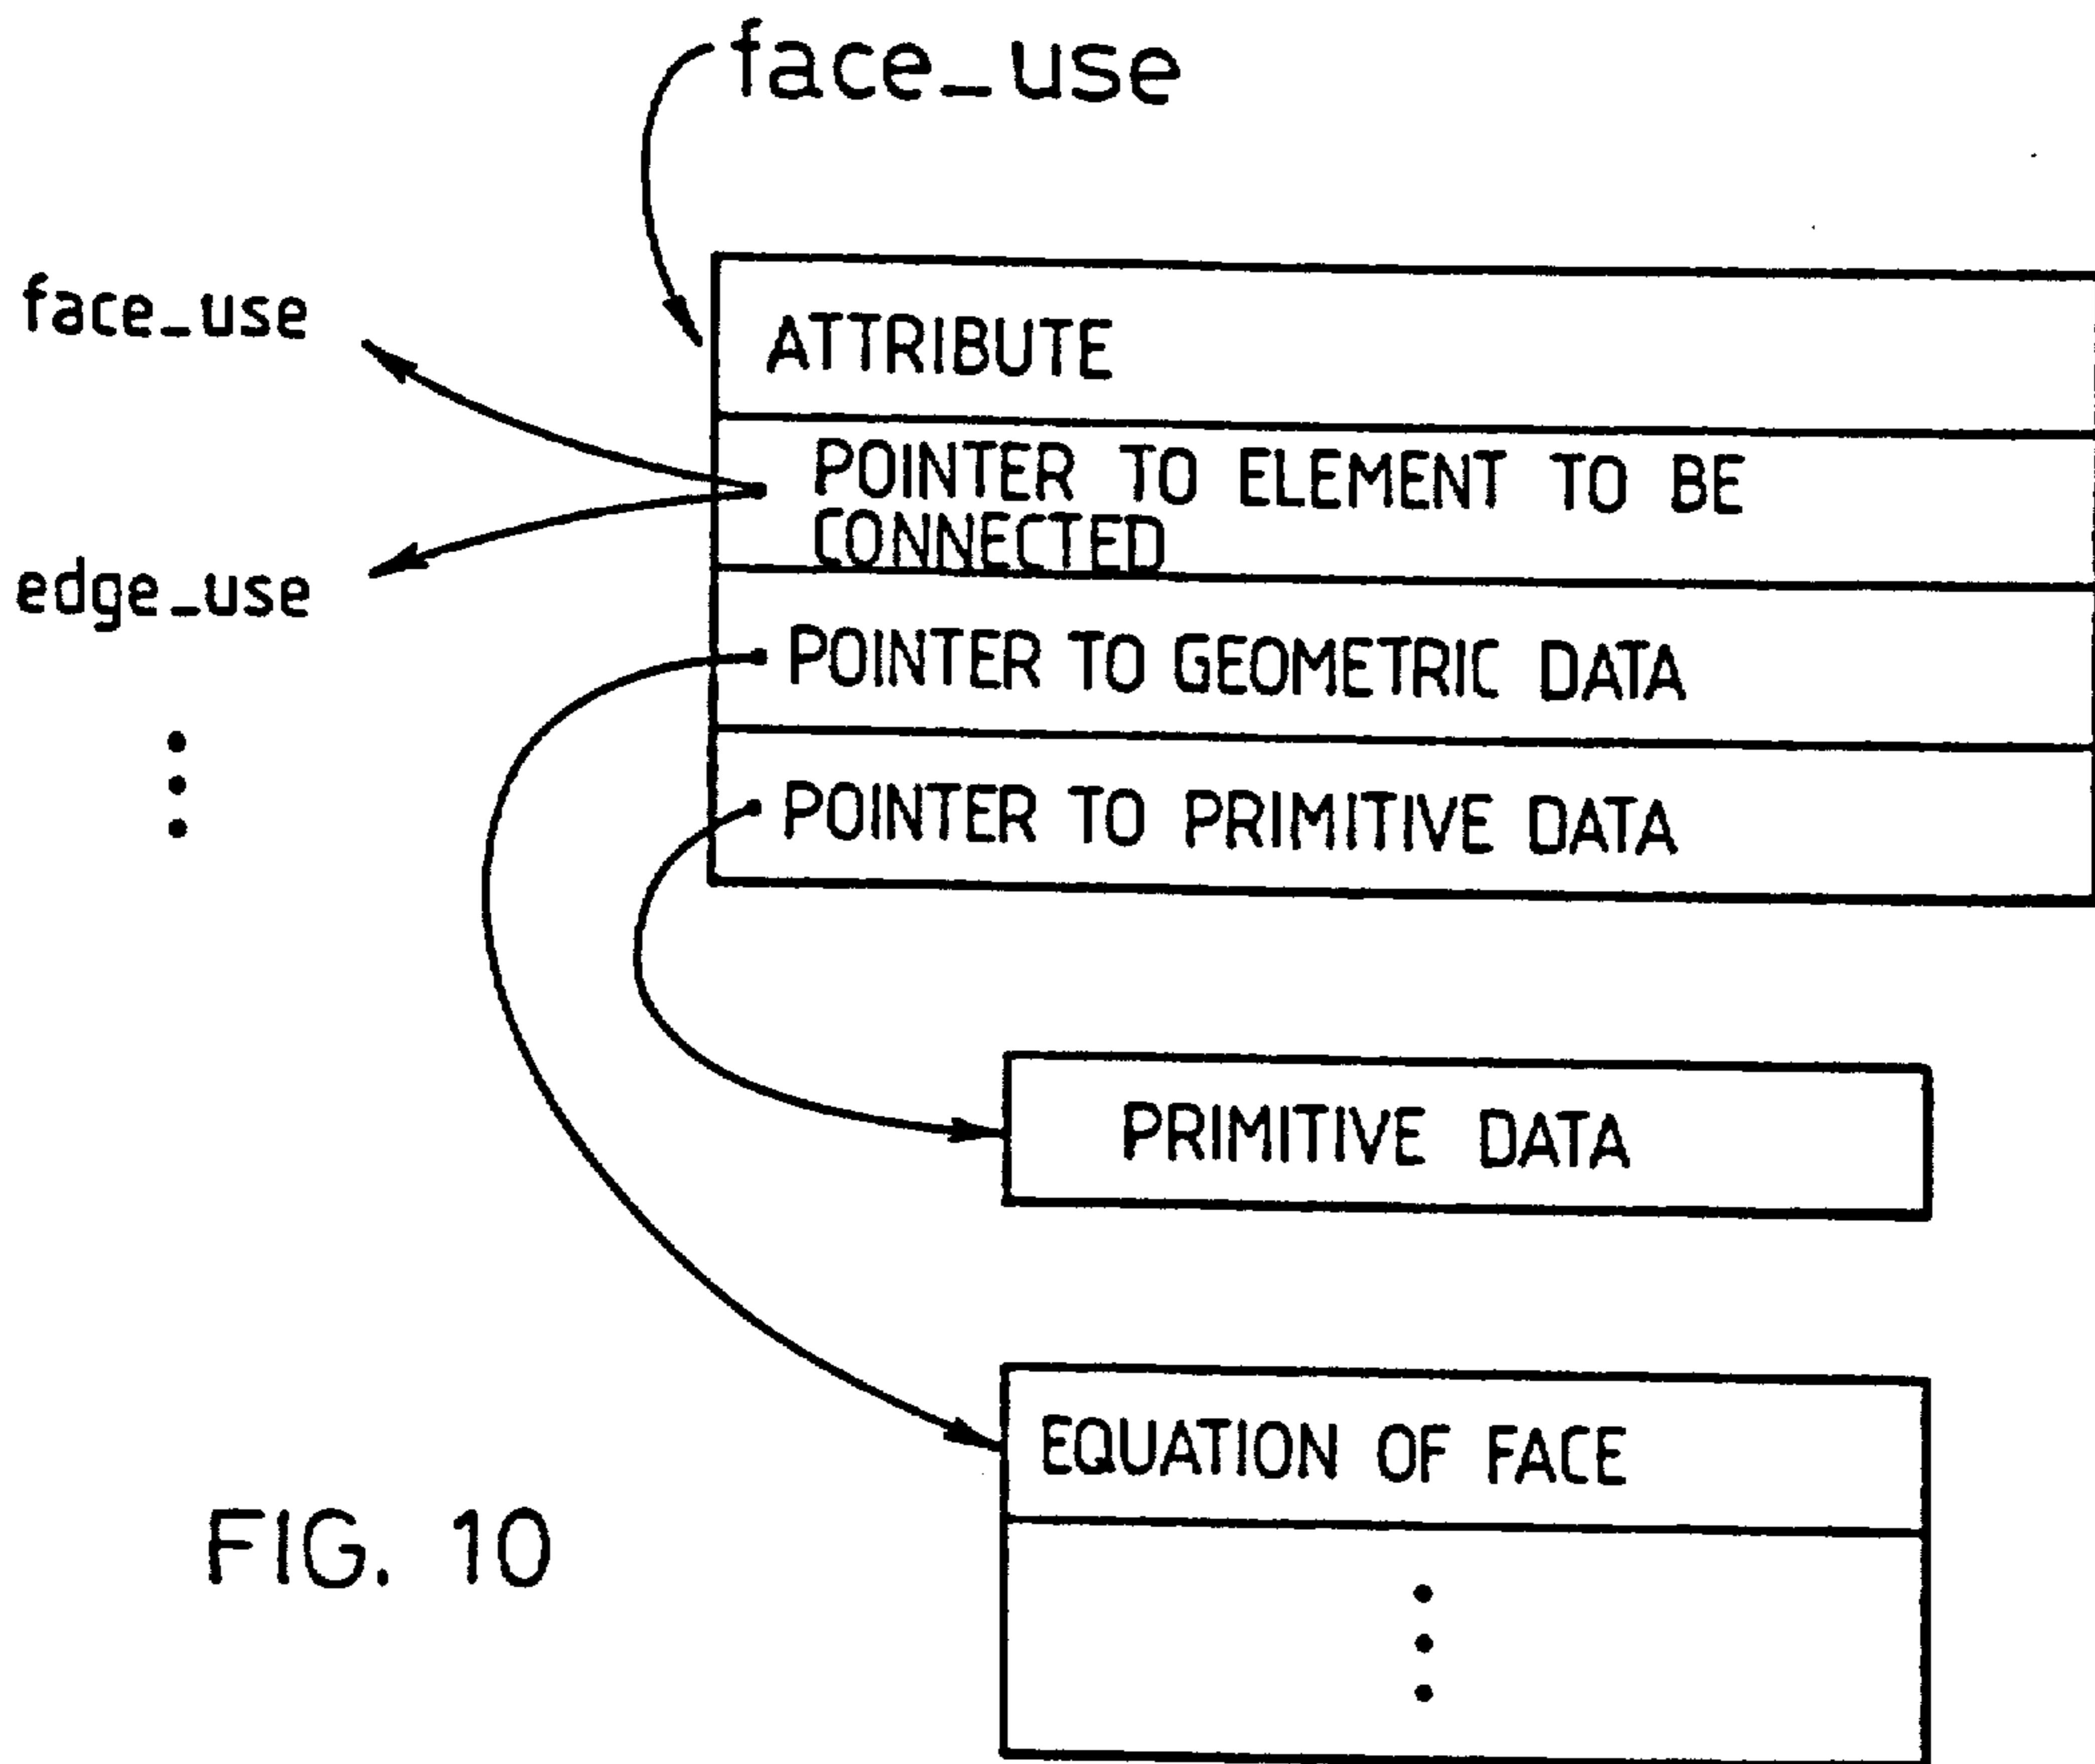 face_use
face_use
ATTRIBUTE
POINTER TO ELEMENT TO BE
CONNECTED
edge_use
POINTER TO GEOMETRIC DATA
POINTER TO PRIMITIVE DATA
PRIMITIVE DATA
EQUATION OF FACE
FIG. 10